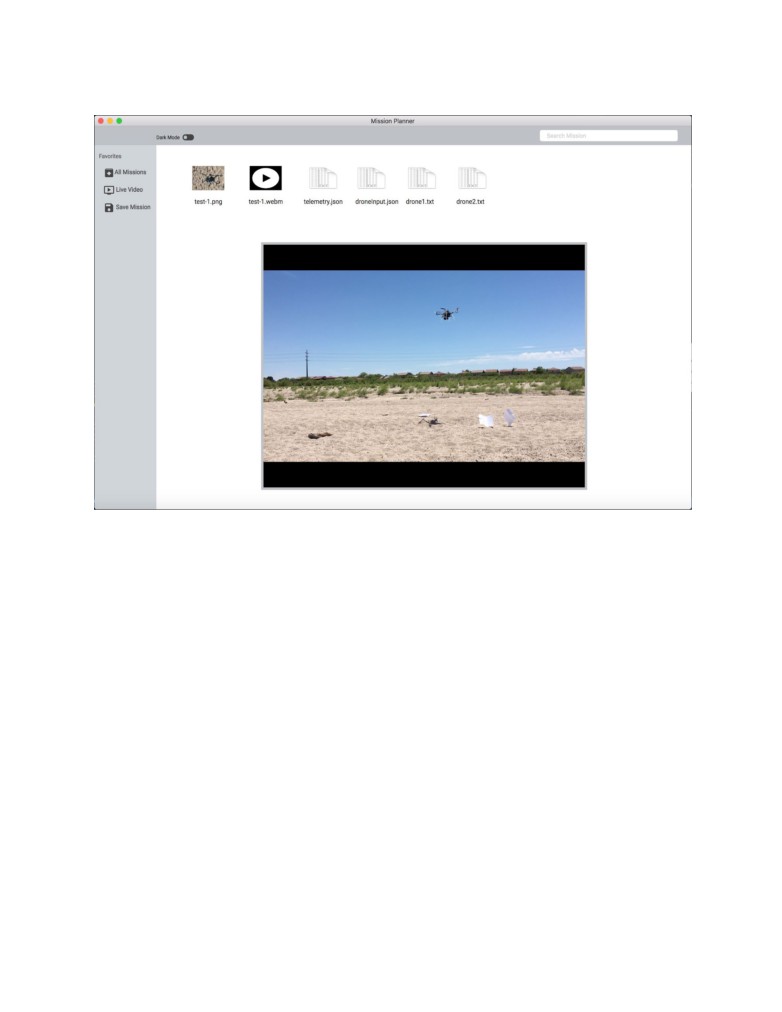 Mission Planner
Dark Mode
Search Mission
Favorites
All Missions
Live Video
Save Mission
test-1.png
test-1.webm
telemetry.json
droneinput.json
drone1.txt
drone2.txt